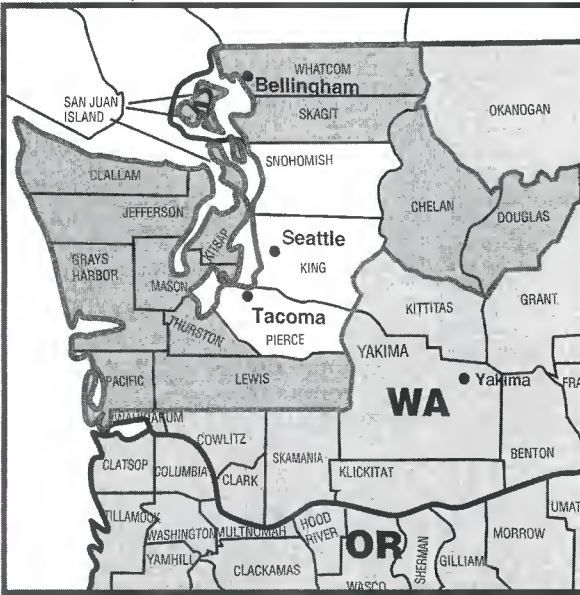 WHATCOM
Bellingham
SAN JUAN
ISLAND
SKAGIT
OKANOGAN
SNOHOMISH
CLALLAM
CHELAN
JEFFERSON
DOUGLAS
KITSAP
Seattle
GRAYS
HARBOR
KING
MASON
KITTITAS
GRANT
Tacoma
THURSTON
PIERCE
YAKIMA
PACIFIC
LEWIS
Yakima
FRA
WA
COWLITZ
SKAMANIA
BENTON
CLATSOP
COLUMBIA
CLARK
KLICKITAT
UMAT
TILLAMOOK
WASHINGTON
MULTNOMAH
HOOD
RIVER
OR
SHERMAN
MORROW
YAMHILL
GILLIAM
CLACKAMAS
WASCO